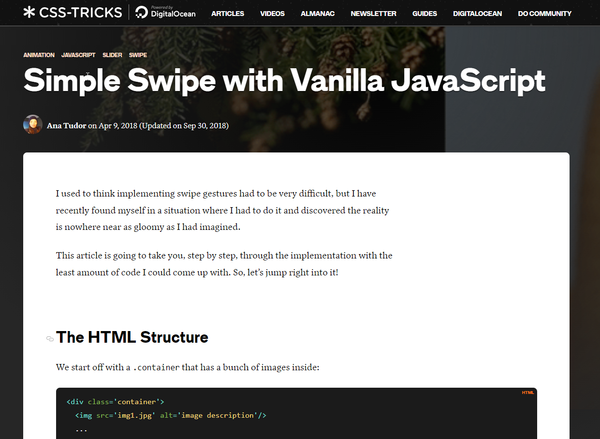 CSS-TRICKS Powered by DigitalOcean ARTICLES VIDEOS ALMANAC NEWSLETTER GUIDES DIGITALOCEAN DO COMMUNITY
ANIMATION JAVASCRIPT SLIDER SWIPE
Simple Swipe with Vanilla JavaScript
Ana Tudor on Apr 9, 2018 (Updated on Sep 30, 2018)
I used to think implementing swipe gestures had to be very difficult, but I have
recently found myself in a situation where I had to do it and discovered the reality
is nowhere near as gloomy as I had imagined.
This article is going to take you, step by step, through the implementation with the
least amount of code I could come up with. So, let's jump right into it!
The HTML Structure
We start off with a .container that has a bunch of images inside:
HTML
<div class='container'>
<img src='img1.jpg' alt='image description'/>
...